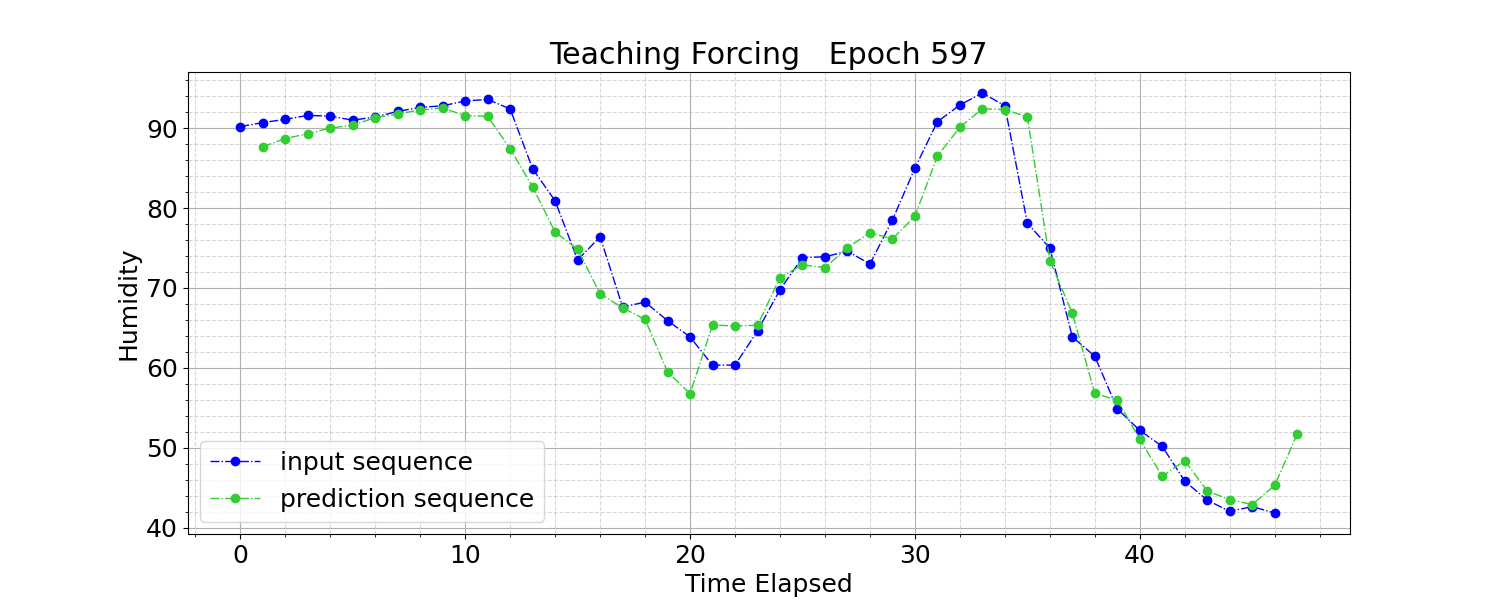 Teaching Forcing   Epoch 597
90
80
70
60
50
40
Humidity
input sequence
prediction sequence
0 10 20 30 40
Time Elapsed